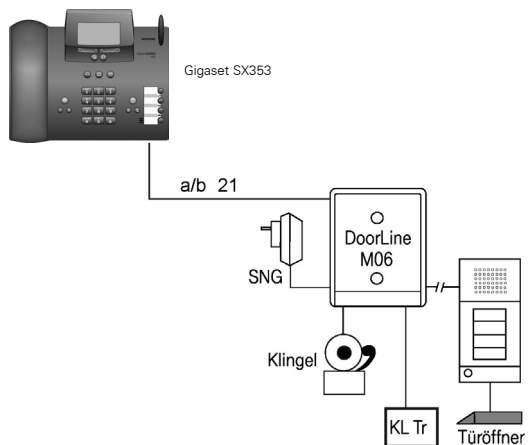 Gigaset SX353
a/b 21
DoorLine
M06
SNG
Klingel
KL Tr
Türöffner